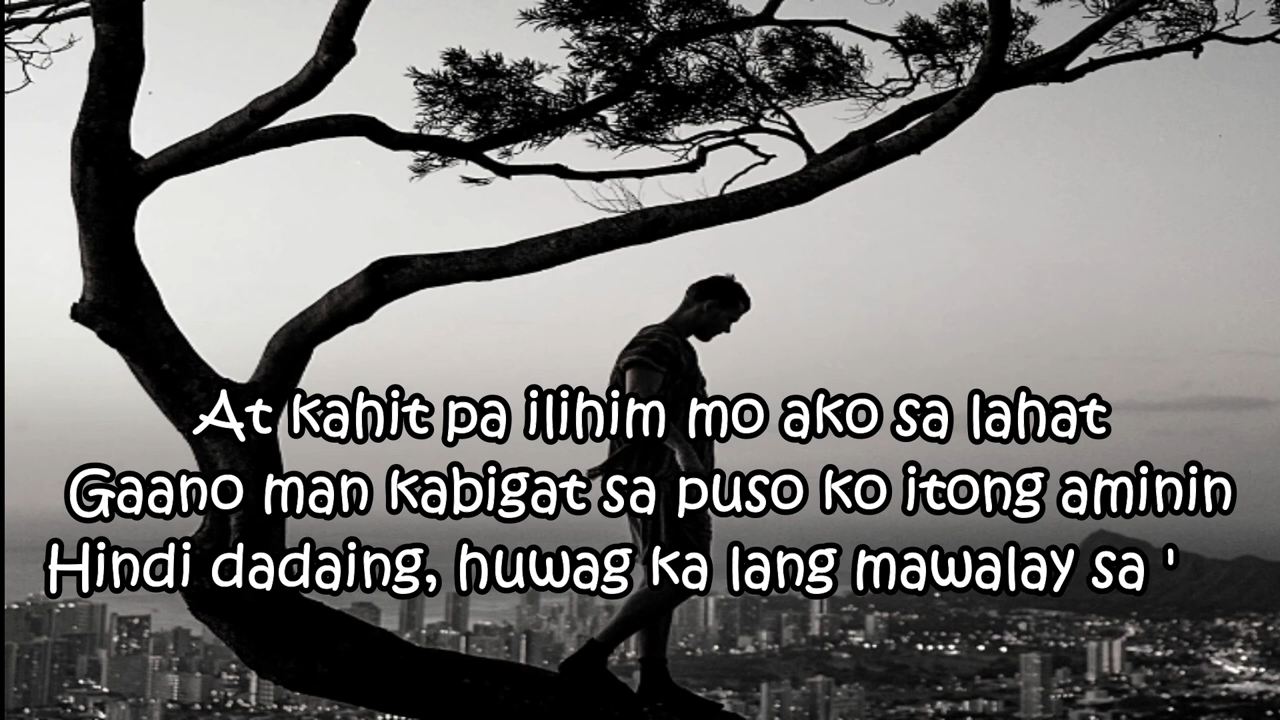 At kahit pa ilihim mo ako sa lahat
Gaano man kabigat sa puso ko itong aminin
Hindi dadaing, huwag ka lang mawalay sa '